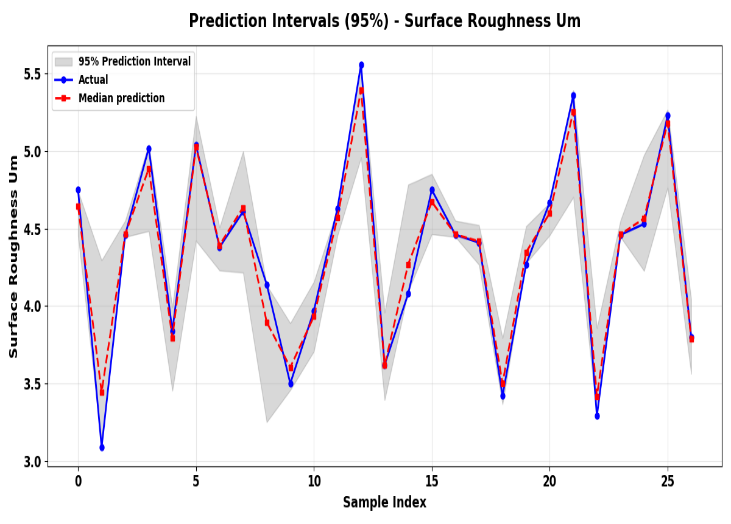 Prediction Intervals (95%) - Surface Roughness Um
95% Prediction Interval
Actual
Median prediction
Surface Roughness Um
5.5
5.0
4.5
4.0
3.5
3.0
0 5 10 15 20 25
Sample Index